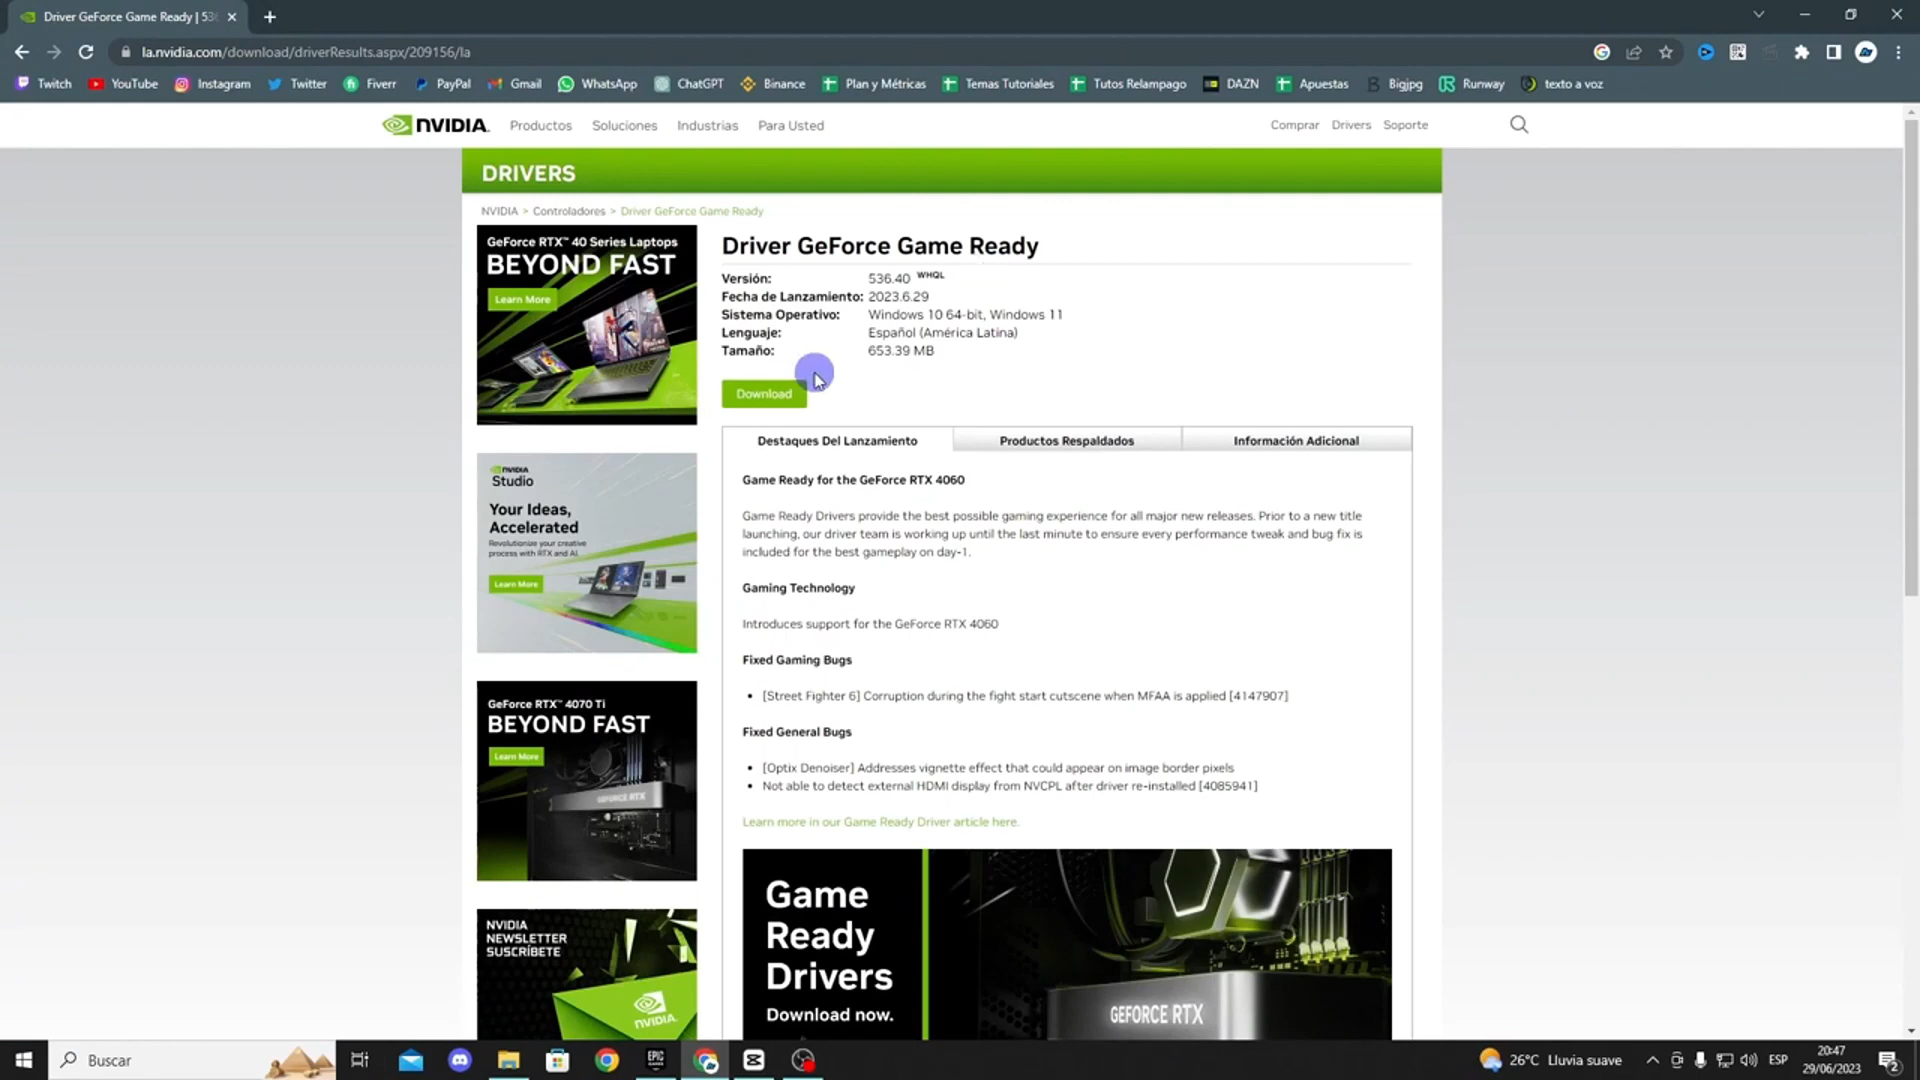 Driver GeForce Game Ready | 53
la.nvidia.com/download/driverResults.aspx/209156/la
Twitch YouTube Instagram Twitter Fiverr PayPal Gmail WhatsApp ChatGPT Binance Plan y Métricas Temas Tutoriales Tutos Relampago DAZN Apuestas Bigjpg Runway texto a voz
NVIDIA. Productos Soluciones Industrias Para Usted Comprar Drivers Soporte
DRIVERS
NVIDIA > Controladores > Driver GeForce Game Ready
GeForce RTX™ 40 Series Laptops
BEYOND FAST
Learn More
Driver GeForce Game Ready
Versión: 536.40 WHQL
Fecha de Lanzamiento: 2023.6.29
Sistema Operativo: Windows 10 64-bit, Windows 11
Lenguaje: Español (América Latina)
Tamaño: 653.39 MB
Download
Destaques Del Lanzamiento Productos Respaldados Información Adicional
NVIDIA
Studio
Your Ideas,
Accelerated
Revolutionize your creative
process with RTX and AI.
Learn More
Game Ready for the GeForce RTX 4060
Game Ready Drivers provide the best possible gaming experience for all major new releases. Prior to a new title
launching, our driver team is working up until the last minute to ensure every performance tweak and bug fix is
included for the best gameplay on day-1.
Gaming Technology
Introduces support for the GeForce RTX 4060
Fixed Gaming Bugs
• [Street Fighter 6] Corruption during the fight start cutscene when MFAA is applied [4147907]
Fixed General Bugs
• [Optix Denoiser] Addresses vignette effect that could appear on image border pixels
• Not able to detect external HDMI display from NVCPL after driver re-installed [4085941]
Learn more in our Game Ready Driver article here.
GeForce RTX™ 4070 Ti
BEYOND FAST
Learn More
GEFORCE RTX
NVIDIA
NEWSLETTER
SUSCRÍBETE
NVIDIA.
Game
Ready
Drivers
Download now.
GEFORCE RTX
Buscar
EPIC
GAMES
26°C Lluvia suave
ESP
20:47
29/06/2023
2